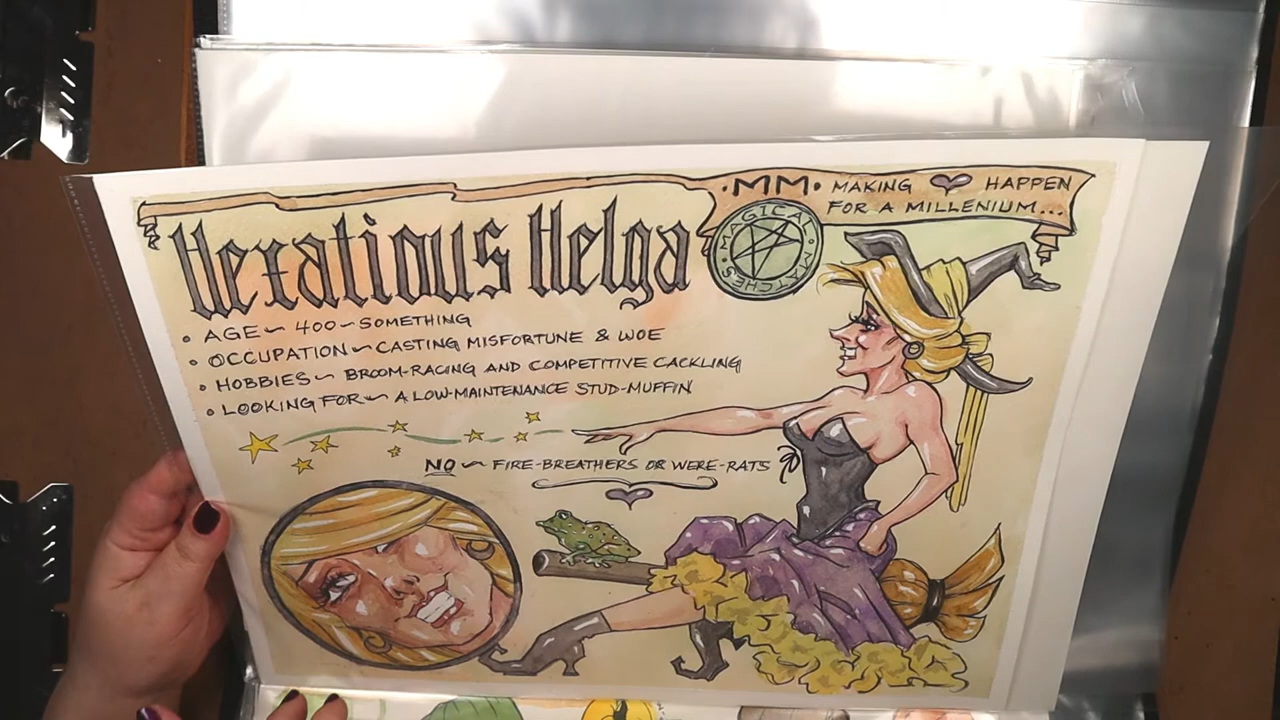 ·MM· MAKING ♥ HAPPEN
FOR A MILLENIUM...
Hexatious Helga
MAGICAL MATCHES
• AGE ~ 400~SOMETHING
• OCCUPATION ~ CASTING MISFORTUNE & WOE
• HOBBIES ~ BROOM-RACING AND COMPETITIVE CACKLING
• LOOKING FOR ~ A LOW-MAINTENANCE STUD-MUFFIN
NO ~ FIRE-BREATHERS OR WERE-RATS